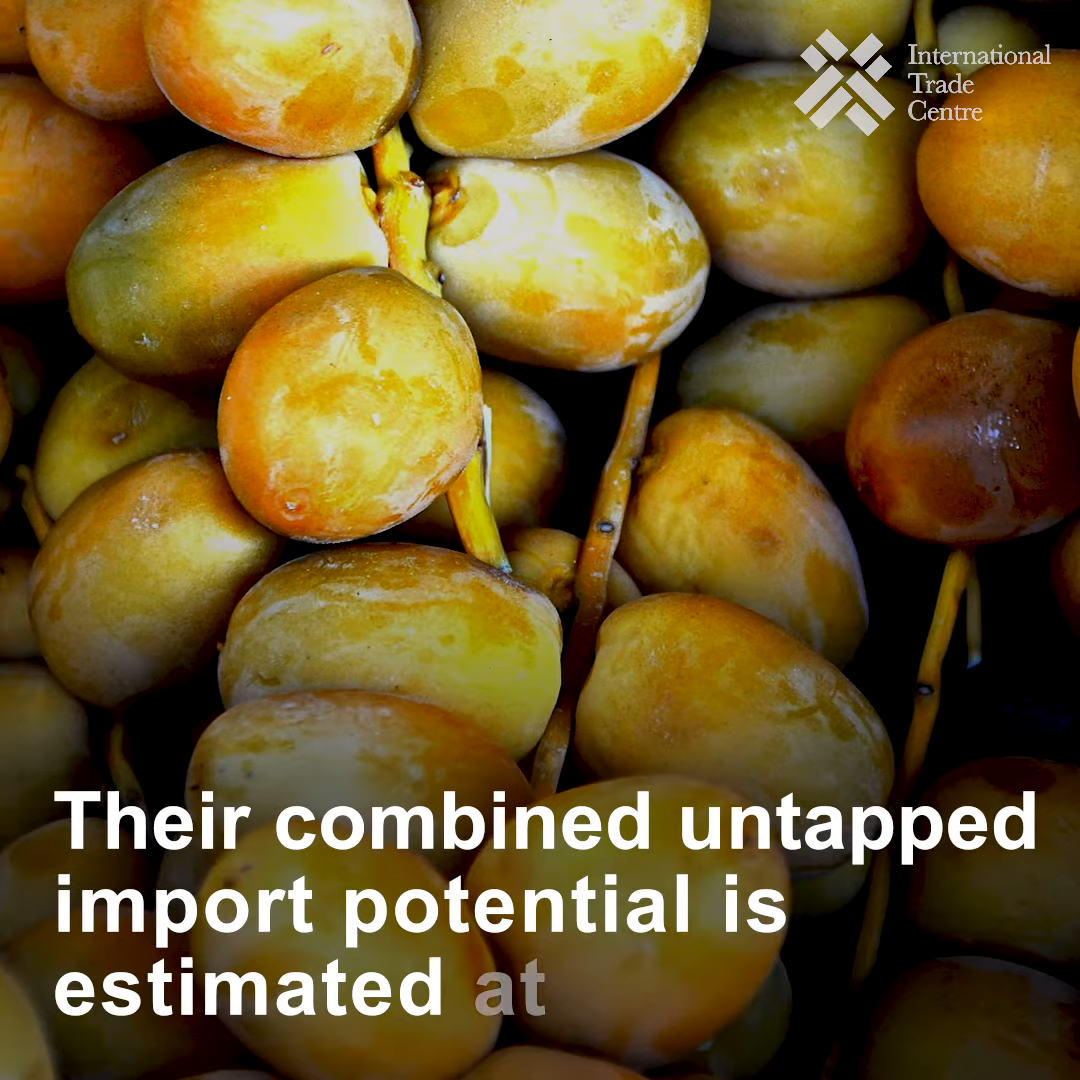 International
Trade
Centre
Their combined untapped
import potential is
estimated at